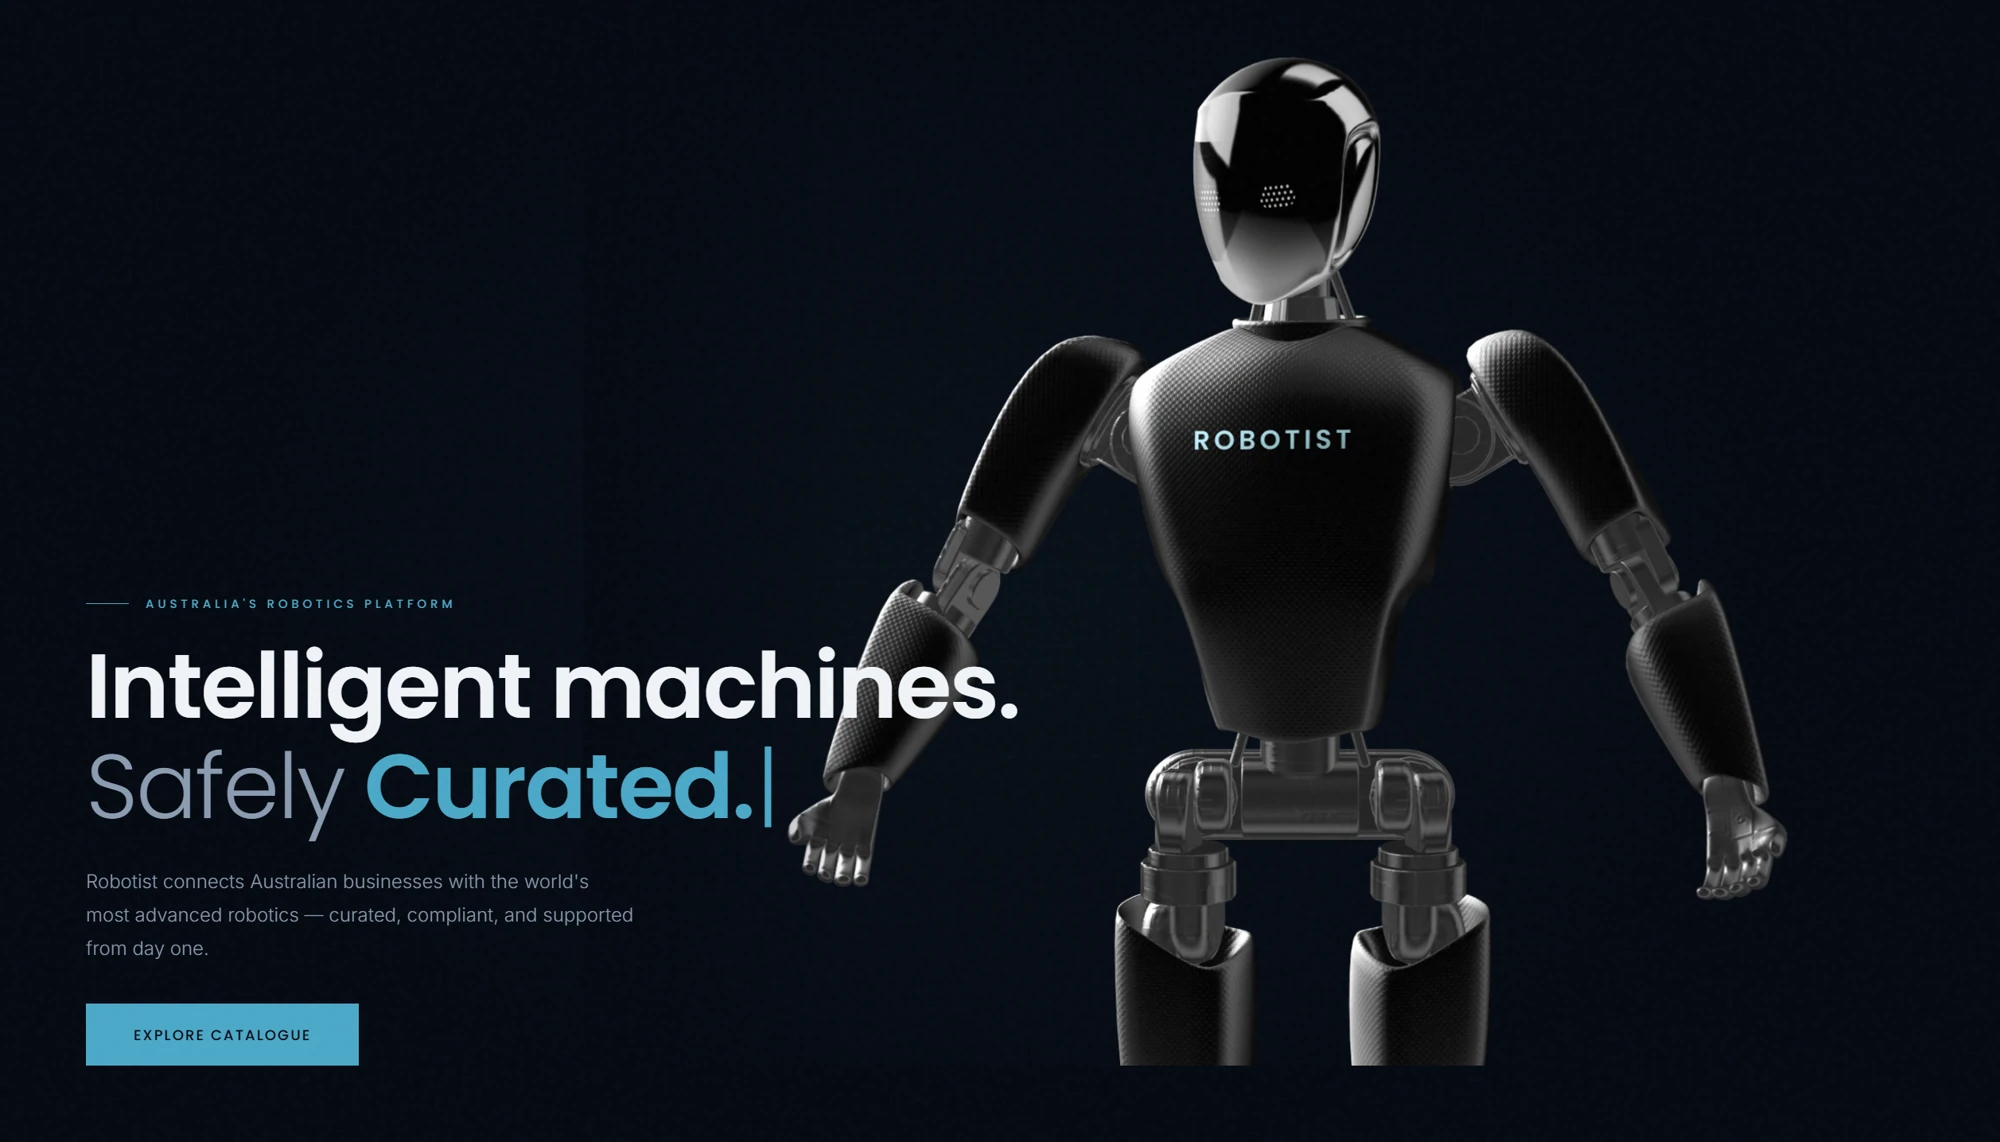 ROBOTIST
AUSTRALIA'S ROBOTICS PLATFORM
Intelligent machines.
Safely Curated.
Robotist connects Australian businesses with the world's
most advanced robotics — curated, compliant, and supported
from day one.
EXPLORE CATALOGUE